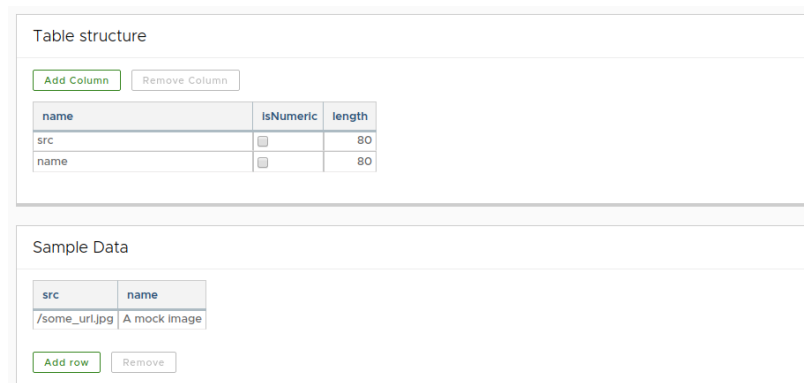 Table structure
Add Column Remove Column
name isNumeric length
src 80
name 80
Sample Data
src name
/some_url.jpg A mock image
Add row Remove